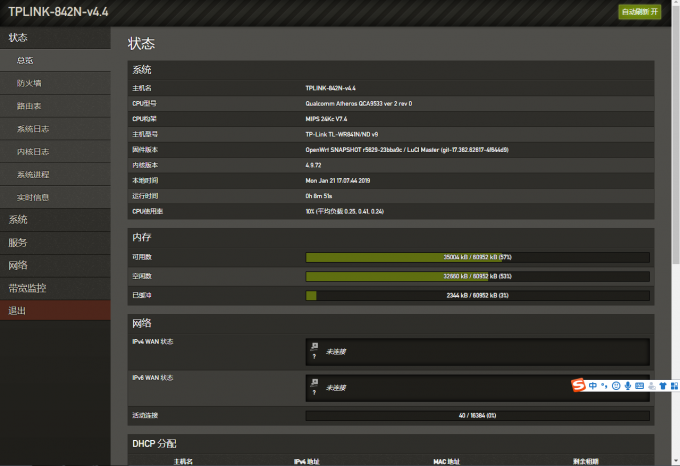 TPLINK-842N-v4.4
自动刷新 开
状态
总览
防火墙
路由表
系统日志
内核日志
系统进程
实时信息
系统
服务
网络
带宽监控
退出
状态
系统
主机名 TPLINK-842N-v4.4
CPU型号 Qualcomm Atheros QCA9533 ver 2 rev 0
CPU构架 MIPS 24Kc V7.4
主机型号 TP-Link TL-WR841N/ND v9
固件版本 OpenWrt SNAPSHOT r5629-23bba9c / LuCI Master (git-17.362.62617-4f644d9)
内核版本 4.9.72
本地时间 Mon Jan 21 17:07:44 2019
运行时间 0h 8m 51s
CPU使用率 10% (平均负载 0.25, 0.41, 0.24)
内存
可用数 35004 kB / 60952 kB (57%)
空闲数 32660 kB / 60952 kB (53%)
已缓冲 2344 kB / 60952 kB (3%)
网络
IPv4 WAN 状态
?
未连接
IPv6 WAN 状态
?
未连接
中
活动连接 40 / 16384 (0%)
DHCP 分配
主机名 IPv4 地址 MAC 地址 剩余租期